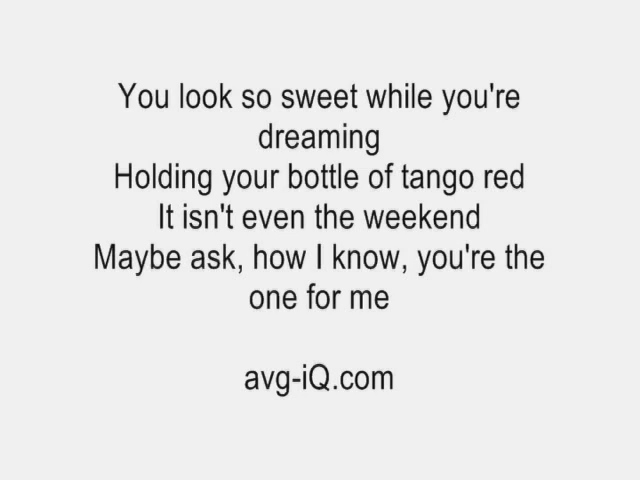 You look so sweet while you're
dreaming
Holding your bottle of tango red
It isn't even the weekend
Maybe ask, how I know, you're the
one for me
avg-iQ.com